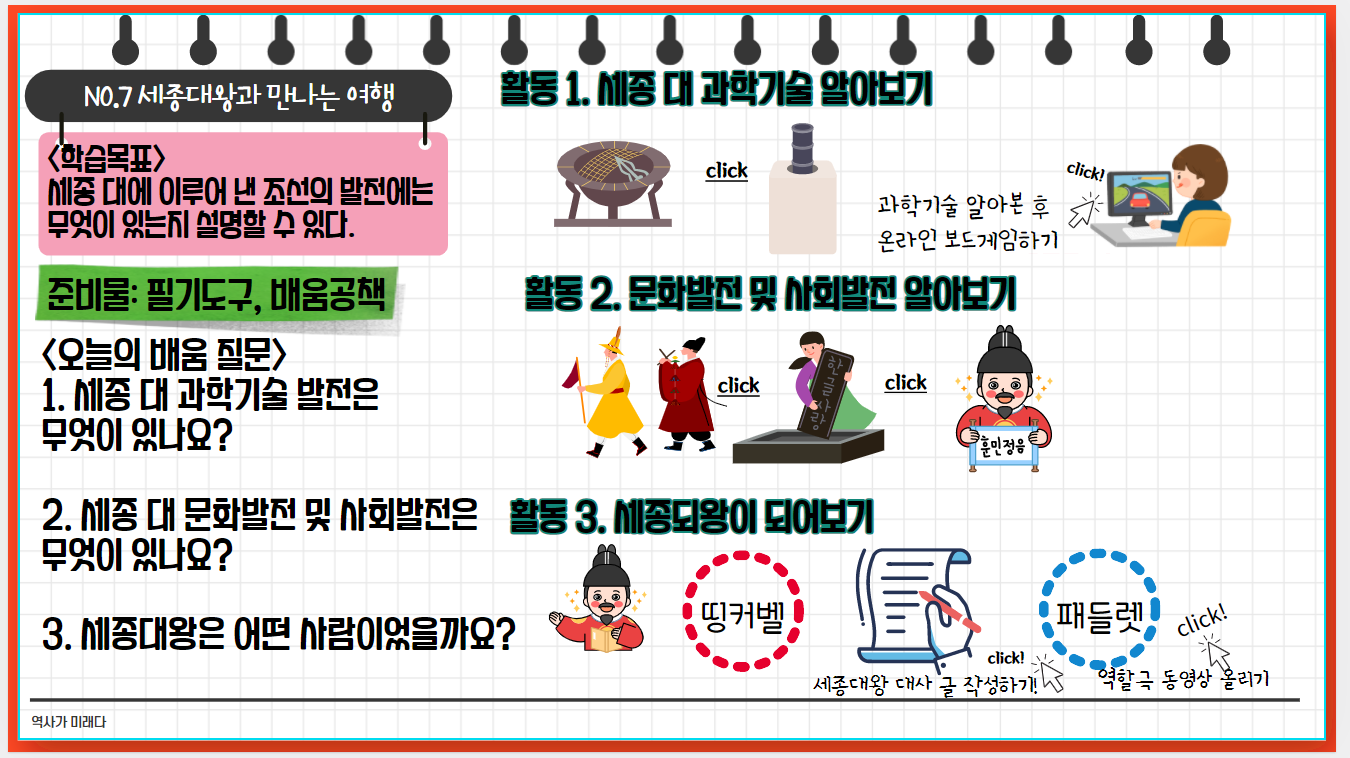 NO.7 세종대왕과 만나는 여행
<학습목표>
세종 대에 이루어 낸 조선의 발전에는
무엇이 있는지 설명할 수 있다.
준비물: 필기도구, 배움공책
<오늘의 배움 질문>
1. 세종 대 과학기술 발전은
무엇이 있나요?
2. 세종 대 문화발전 및 사회발전은
무엇이 있나요?
3. 세종대왕은 어떤 사람이었을까요?
활동 1. 세종 대 과학기술 알아보기
click
과학기술 알아본 후
온라인 보드게임하기
click!
활동 2. 문화발전 및 사회발전 알아보기
click
한글사랑
click
훈민정음
활동 3. 세종되왕이 되어보기
띵커벨
패들렛
click!
click!
세종대왕 대사 글 작성하기!
역할극 동영상 올리기
역사가 미래다